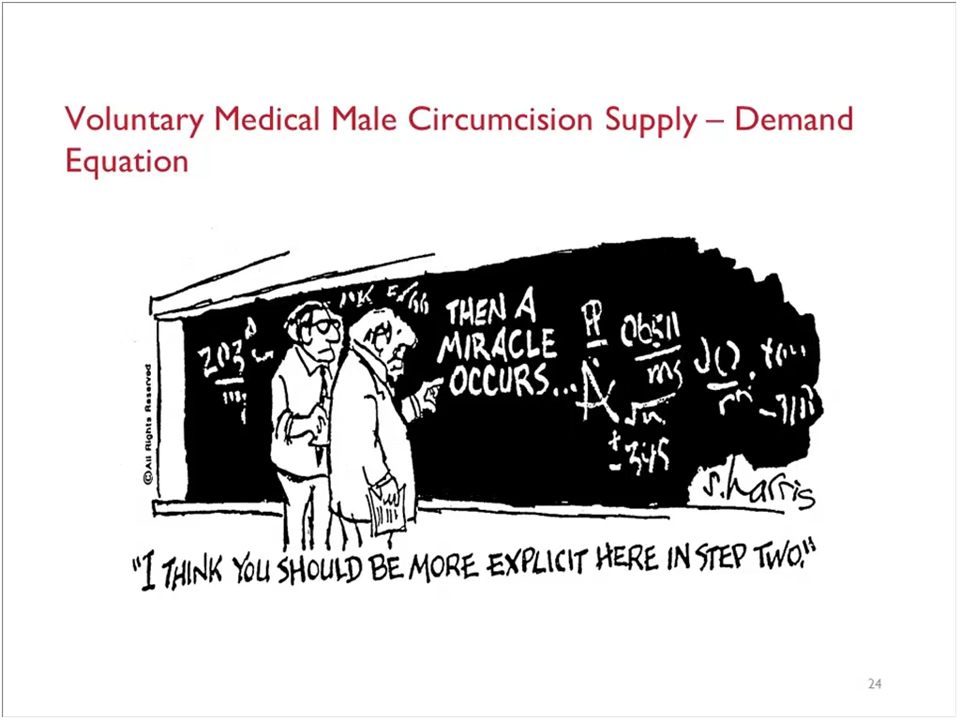 Voluntary Medical Male Circumcision Supply – Demand
Equation
THEN A
MIRACLE
OCCURS...
©All Rights Reserved
s.harris
"I THINK YOU SHOULD BE MORE EXPLICIT HERE IN STEP TWO."
24